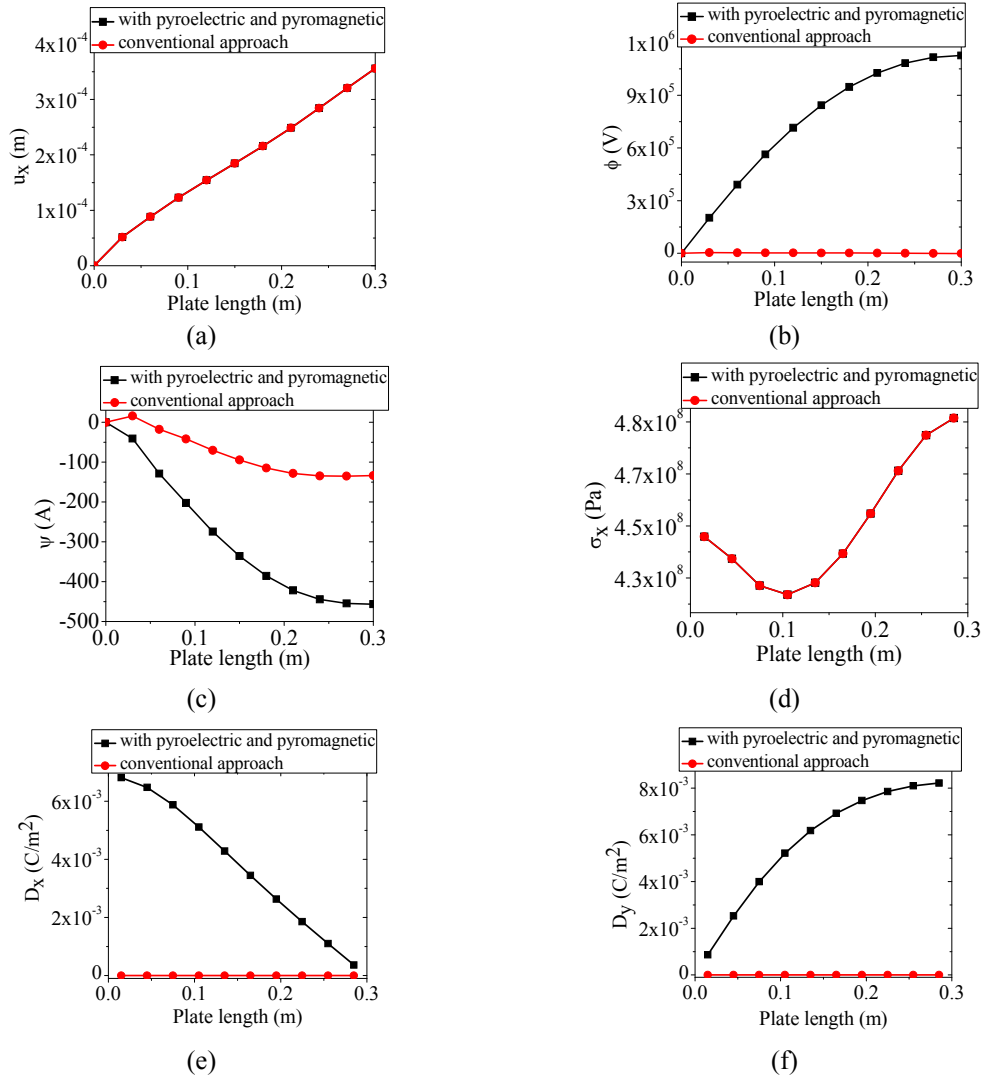 with pyroelectric and pyromagnetic
conventional approach
4x10-4
3x10-4
2x10-4
1x10-4
0
ux (m)
0.0 0.1 0.2 0.3
Plate length (m)
(a)
with pyroelectric and pyromagnetic
conventional approach
1x106
9x105
6x105
3x105
0
ϕ (V)
0.0 0.1 0.2 0.3
Plate length (m)
(b)
with pyroelectric and pyromagnetic
conventional approach
0
-100
-200
-300
-400
-500
ψ (A)
0.0 0.1 0.2 0.3
Plate length (m)
(c)
with pyroelectric and pyromagnetic
conventional approach
4.8x108
4.7x108
4.5x108
4.3x108
σx (Pa)
0.0 0.1 0.2 0.3
Plate length (m)
(d)
with pyroelectric and pyromagnetic
conventional approach
6x10-3
4x10-3
2x10-3
0
Dx (C/m2)
0.0 0.1 0.2 0.3
Plate length (m)
(e)
with pyroelectric and pyromagnetic
conventional approach
8x10-3
6x10-3
4x10-3
2x10-3
0
Dy (C/m2)
0.0 0.1 0.2 0.3
Plate length (m)
(f)